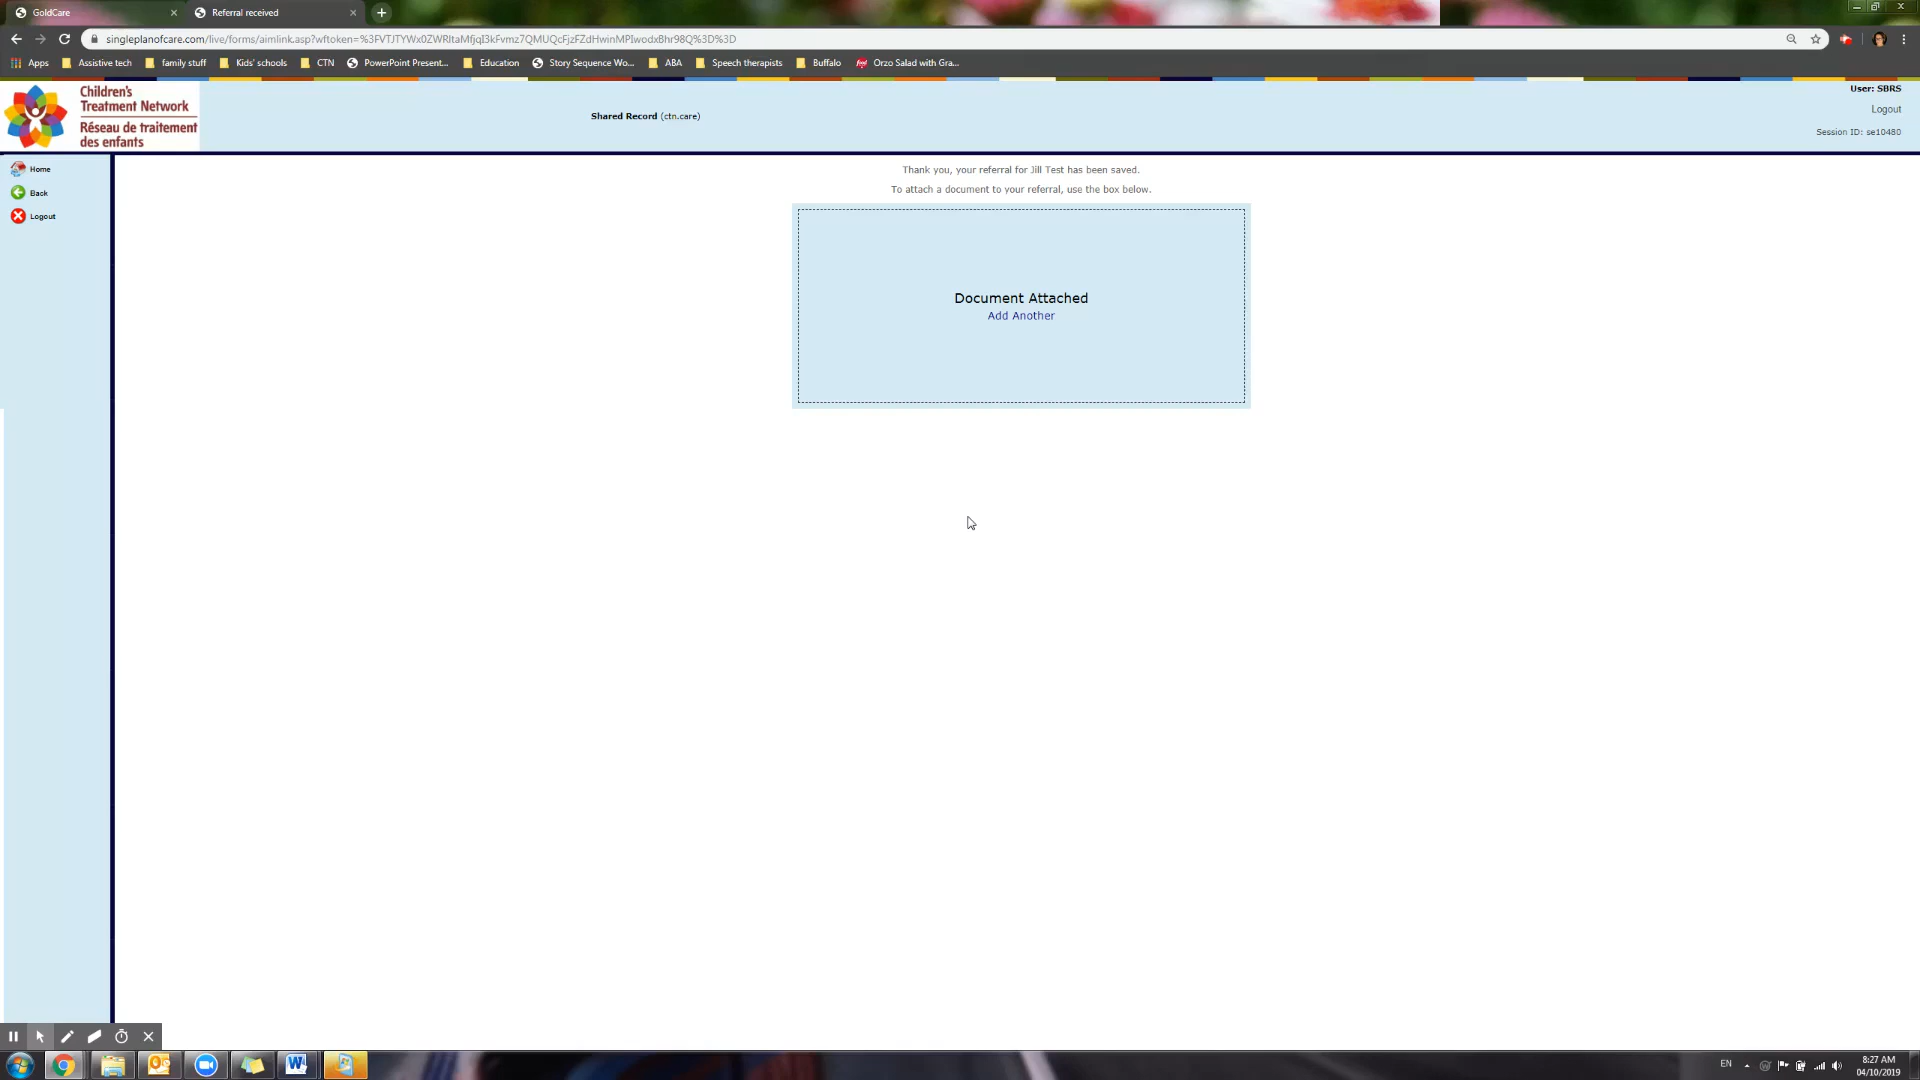 GoldCare
Referral received
singleplanofcare.com/live/forms/aimlink.asp?wftoken=%3FVTJTYWx0ZWRItaMfjqI3kFvmz7QMUQcFjzFZdHwinMPIwodxBhr98Q%3D%3D
Apps Assistive tech family stuff Kids' schools CTN PowerPoint Present... Education Story Sequence Wo... ABA Speech therapists Buffalo Orzo Salad with Gra...
Children's
Treatment Network
Réseau de traitement
des enfants
Shared Record (ctn.care)
User: SBRS
Logout
Session ID: se10480
Home
Back
Logout
Thank you, your referral for Jill Test has been saved.
To attach a document to your referral, use the box below.
Document Attached
Add Another
EN
8:27 AM
04/10/2019